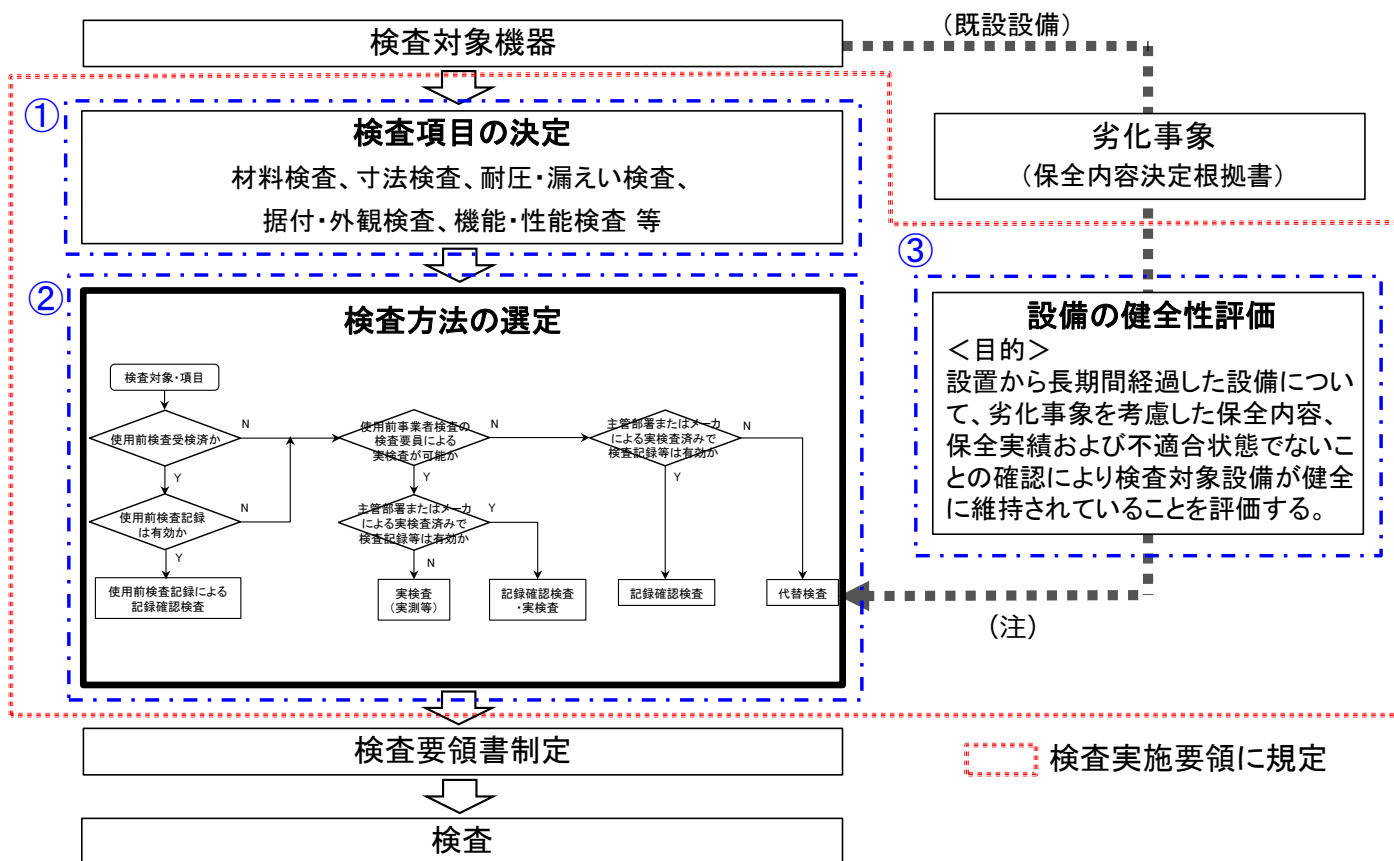 検査対象機器
（既設設備）
①
検査項目の決定
材料検査、寸法検査、耐圧・漏えい検査、
据付・外観検査、機能・性能検査 等
劣化事象
（保全内容決定根拠書）
②
検査方法の選定
検査対象・項目
使用前検査受検済か
N
Y
使用前検査記録
は有効か
N
Y
使用前検査記録による
記録確認検査
使用前事業者検査の
検査要員による
実検査が可能か
N
Y
主管部署またはメーカ
による実検査済みで
検査記録等は有効か
Y
N
実検査
（実測等）
記録確認検査
・実検査
主管部署またはメーカ
による実検査済みで
検査記録等は有効か
N
Y
記録確認検査
代替検査
③
設備の健全性評価
＜目的＞
設置から長期間経過した設備につい
て、劣化事象を考慮した保全内容、
保全実績および不適合状態でないこ
との確認により検査対象設備が健全
に維持されていることを評価する。
（注）
検査要領書制定
検査実施要領に規定
検査